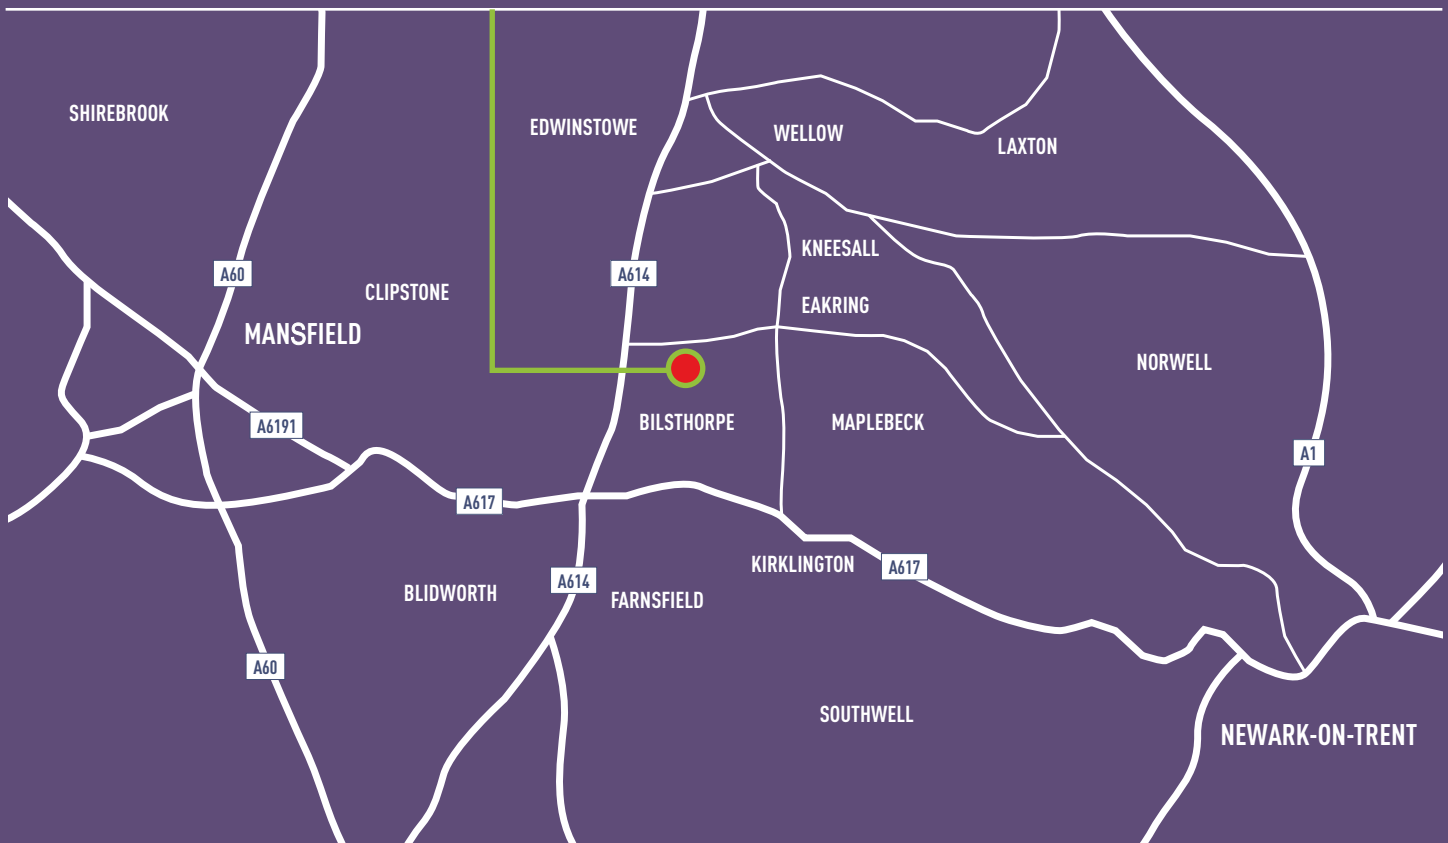 SHIREBROOK
EDWINSTOWE
WELLOW
LAXTON
KNEESALL
A60
A614
CLIPSTONE
EAKRING
MANSFIELD
NORWELL
A6191
BILSTHORPE
MAPLEBECK
A1
A617
KIRKLINGTON
A617
A614
BLIDWORTH
FARNSFIELD
A60
SOUTHWELL
NEWARK-ON-TRENT